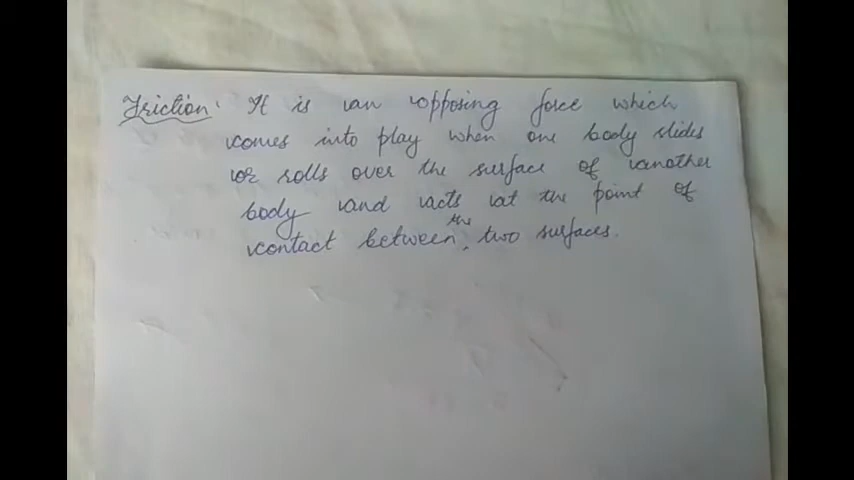 Friction: It is an opposing force which
comes into play when one body slides
or rolls over the surface of another
body and acts at the point of
contact between the two surfaces.